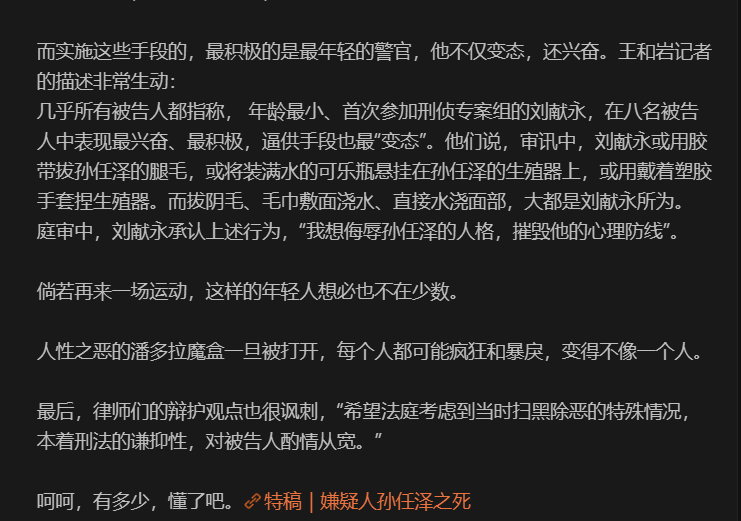 而实施这些手段的，最积极的是最年轻的警官，他不仅变态，还兴奋。王和岩记者
的描述非常生动：
几乎所有被告人都指称， 年龄最小、首次参加刑侦专案组的刘献永，在八名被告
人中表现最兴奋、最积极，逼供手段也最“变态”。他们说，审讯中，刘献永或用胶
带拔孙任泽的腿毛，或将装满水的可乐瓶悬挂在孙任泽的生殖器上，或用戴着塑胶
手套捏生殖器。而拔阴毛、毛巾敷面浇水、直接水浇面部，大都是刘献永所为。
庭审中，刘献永承认上述行为，“我想侮辱孙任泽的人格，摧毁他的心理防线”。
倘若再来一场运动，这样的年轻人想必也不在少数。
人性之恶的潘多拉魔盒一旦被打开，每个人都可能疯狂和暴戾，变得不像一个人。
最后，律师们的辩护观点也很讽刺，“希望法庭考虑到当时扫黑除恶的特殊情况，
本着刑法的谦抑性，对被告人酌情从宽。”
呵呵，有多少，懂了吧。特稿 | 嫌疑人孙任泽之死